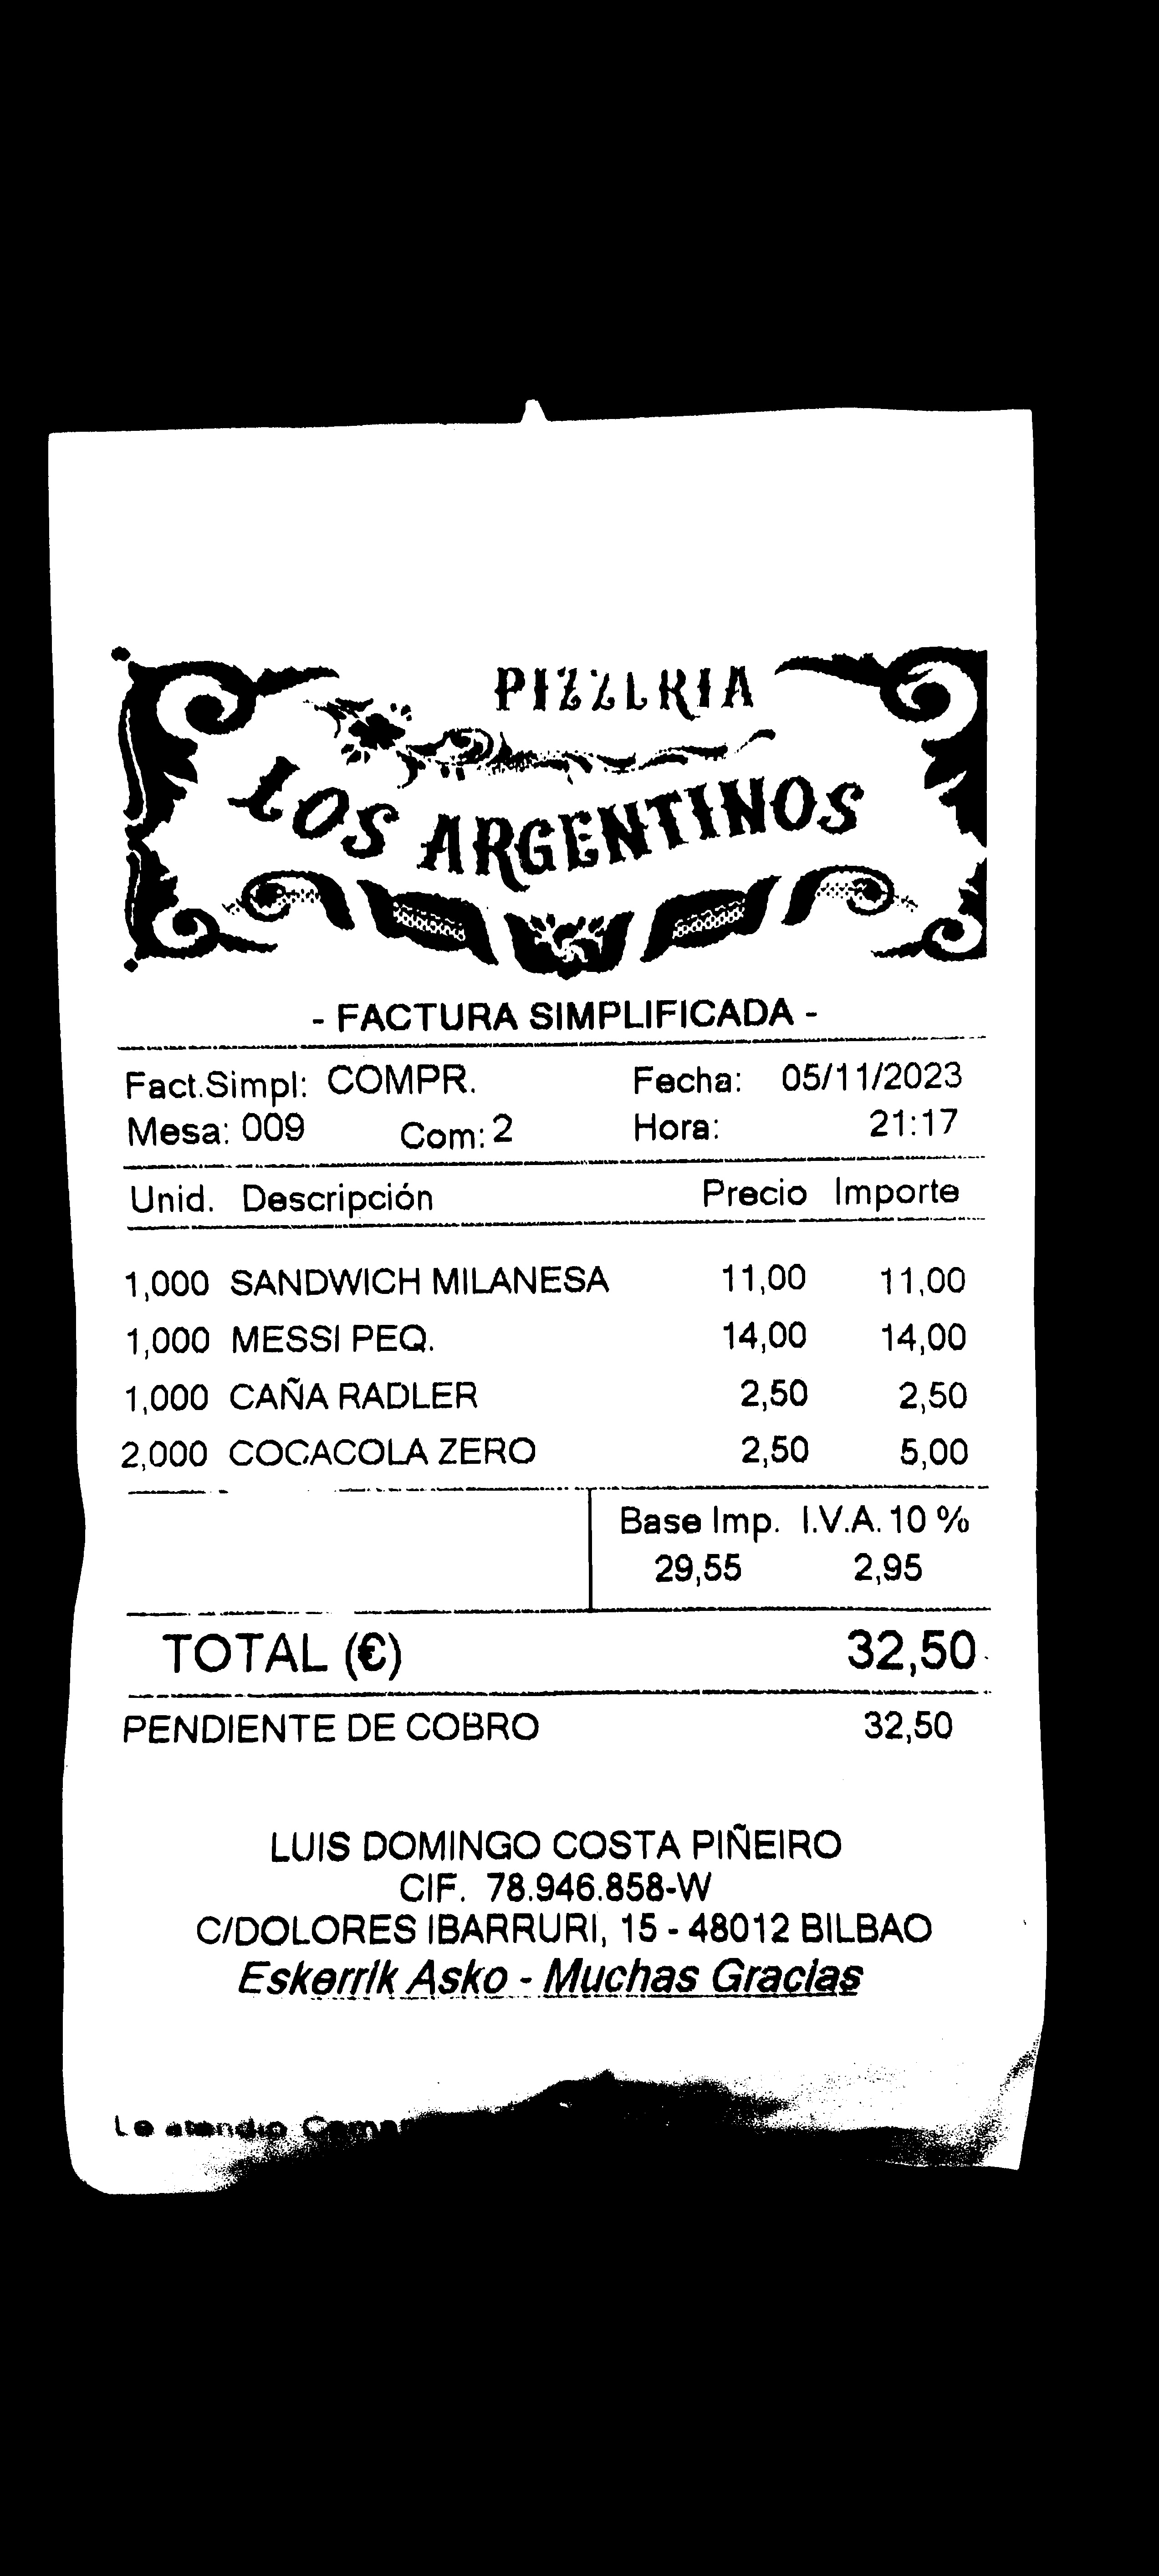 PIZZERIA
LOS ARGENTINOS
- FACTURA SIMPLIFICADA -
Fact.Simpl: COMPR. Fecha: 05/11/2023
Mesa: 009 Com: 2 Hora: 21:17
Unid. Descripción Precio Importe
1,000 SANDWICH MILANESA 11,00 11,00
1,000 MESSI PEQ. 14,00 14,00
1,000 CAÑA RADLER 2,50 2,50
2,000 COCACOLA ZERO 2,50 5,00
Base Imp. I.V.A. 10 %
29,55 2,95
TOTAL (€) 32,50
PENDIENTE DE COBRO 32,50
LUIS DOMINGO COSTA PIÑEIRO
CIF. 78.946.858-W
C/DOLORES IBARRURI, 15 - 48012 BILBAO
Eskerrik Asko - Muchas Gracias
Le atendio